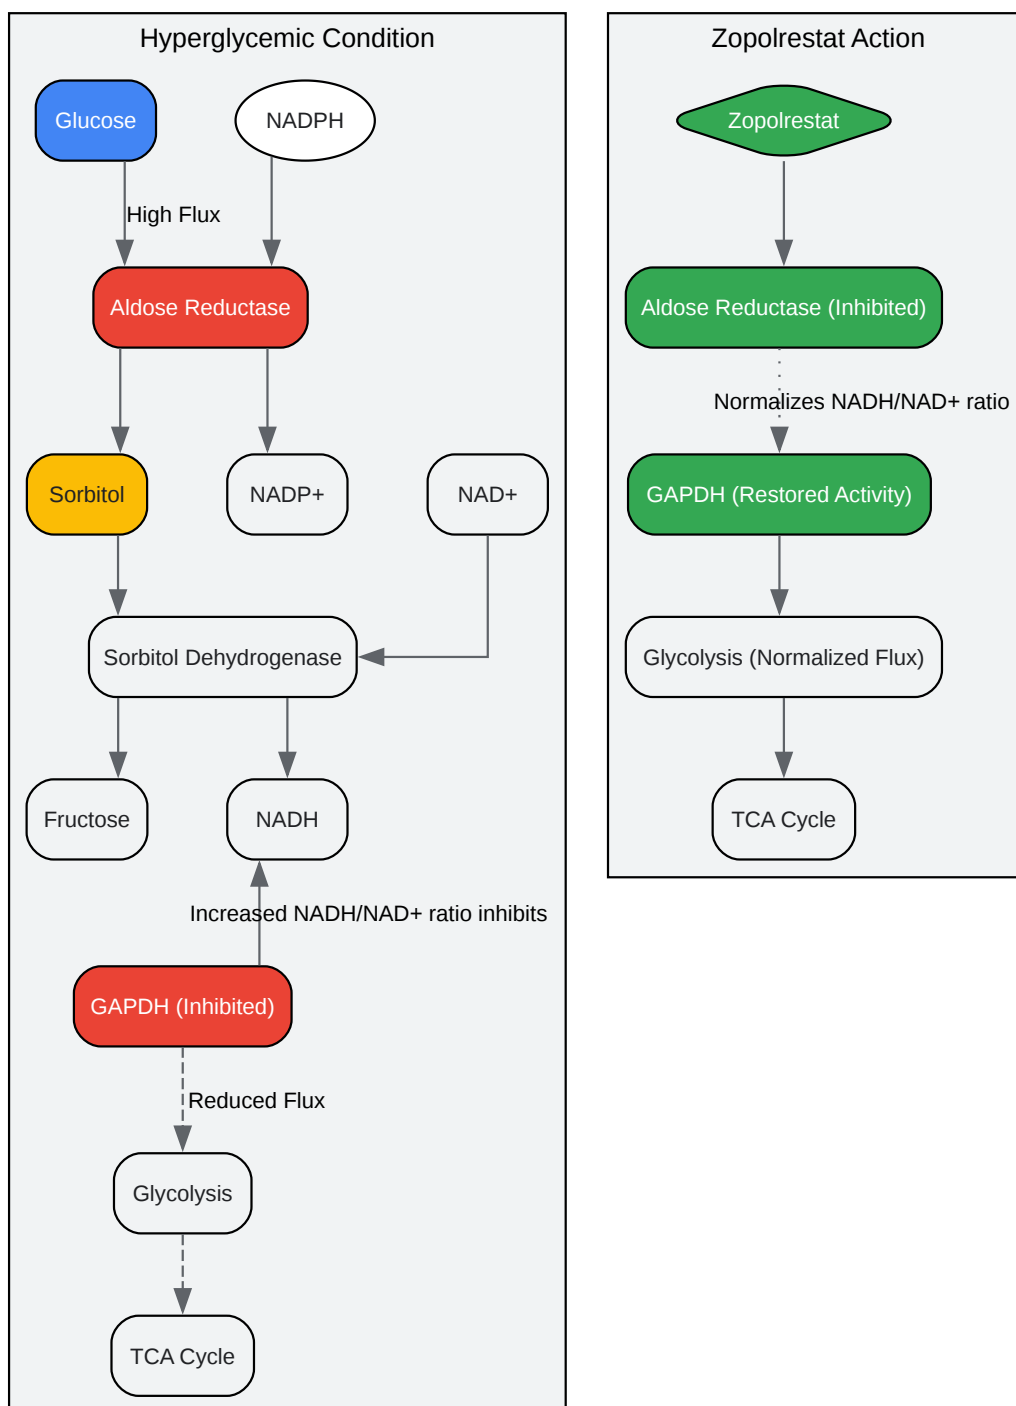 Hyperglycemic Condition
Glucose
NADPH
High Flux
Aldose Reductase
Sorbitol
NADP+
NAD+
Sorbitol Dehydrogenase
Fructose
NADH
Increased NADH/NAD+ ratio inhibits
GAPDH (Inhibited)
Reduced Flux
Glycolysis
TCA Cycle
Zopolrestat Action
Zopolrestat
Aldose Reductase (Inhibited)
Normalizes NADH/NAD+ ratio
GAPDH (Restored Activity)
Glycolysis (Normalized Flux)
TCA Cycle